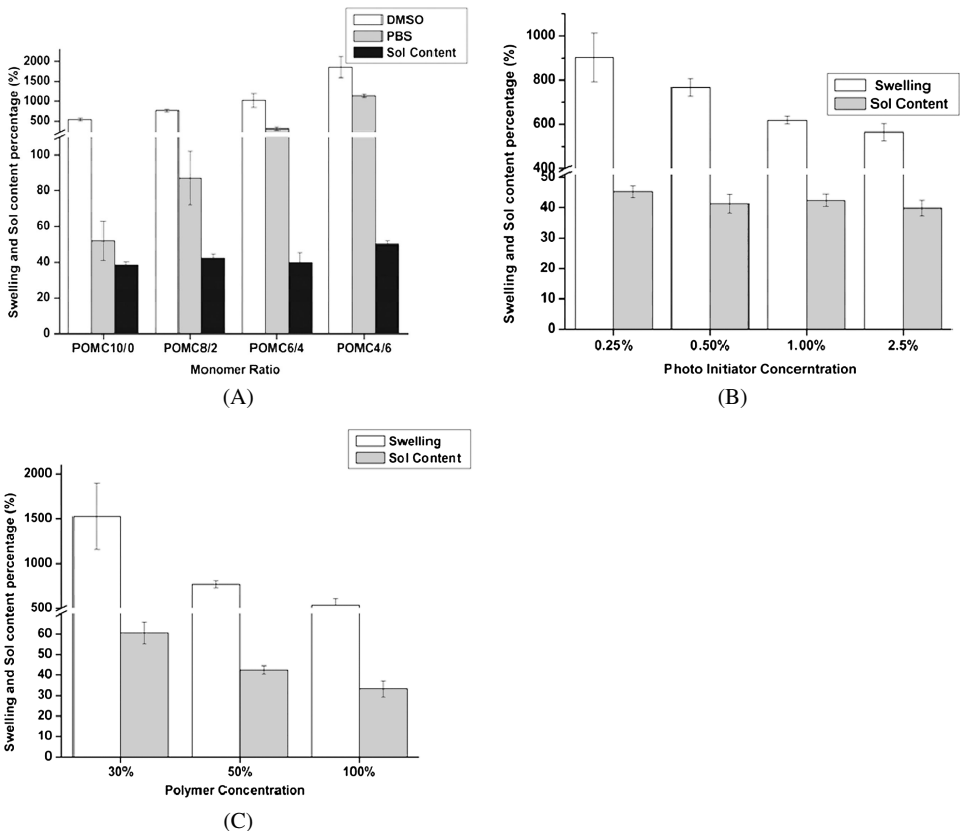 DMSO
PBS
Sol Content
Swelling and Sol content percentage (%)
2000
1500
1000
500
100
80
60
40
20
0
POMC10/0 POMC8/2 POMC6/4 POMC4/6
Monomer Ratio
(A)
Swelling
Sol Content
Swelling and Sol content percentage (%)
1000
800
600
400
50
40
30
20
10
0
0.25% 0.50% 1.00% 2.5%
Photo Initiator Concerntration
(B)
Swelling
Sol Content
Swelling and Sol content percentage (%)
2000
1500
1000
500
60
50
40
30
20
10
0
30% 50% 100%
Polymer Concentration
(C)